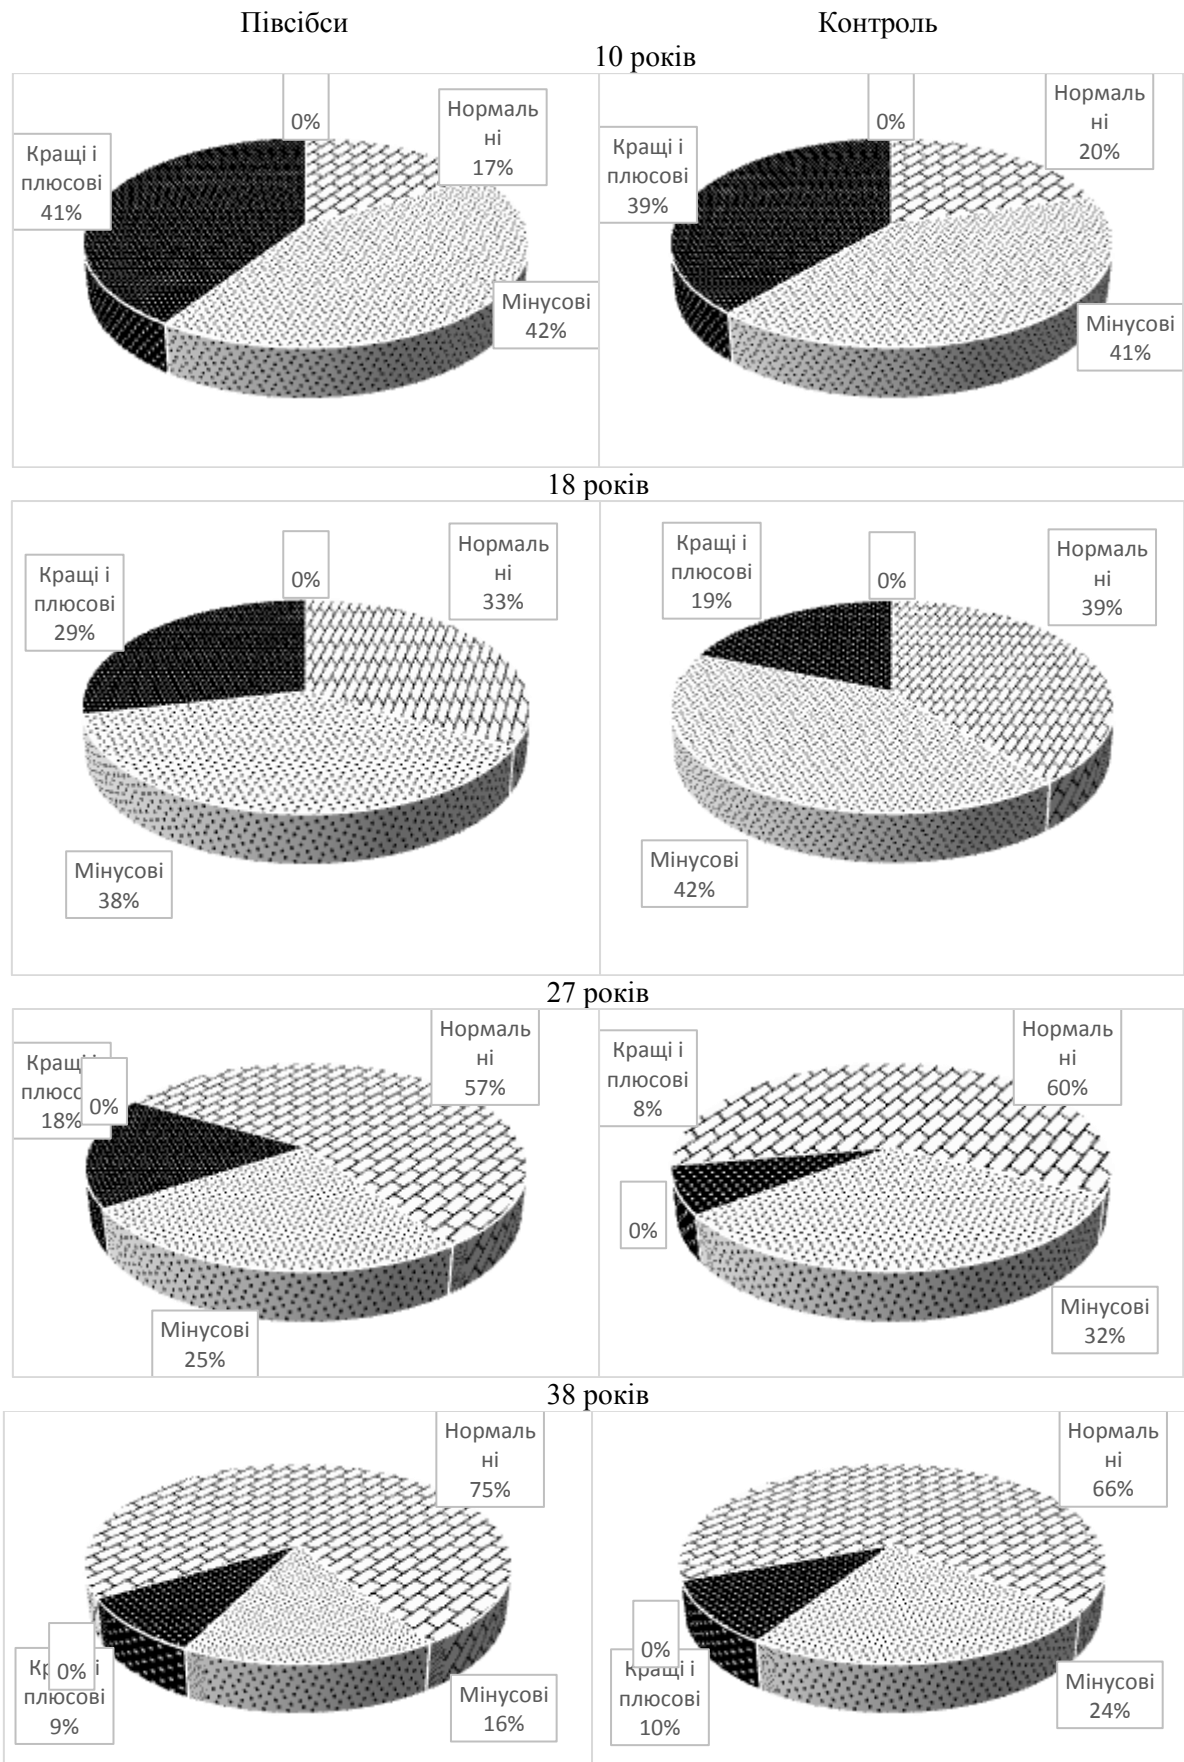 Півсібси
Контроль
10 років
0%
Нормаль
ні
17%
Кращі і
плюсові
41%
Мінусові
42%
0%
Нормаль
ні
20%
Кращі і
плюсові
39%
Мінусові
41%
18 років
0%
Нормаль
ні
33%
Кращі і
плюсові
29%
Мінусові
38%
Кращі і
плюсові
19%
0%
Нормаль
ні
39%
Мінусові
42%
27 років
Нормаль
ні
57%
Кращі
плюсо
18%
0%
Мінусові
25%
Нормаль
ні
60%
Кращі і
плюсові
8%
0%
Мінусові
32%
38 років
Нормаль
ні
75%
0%
Кр і
плюсові
9%
Мінусові
16%
Нормаль
ні
66%
0%
Кращі і
плюсові
10%
Мінусові
24%